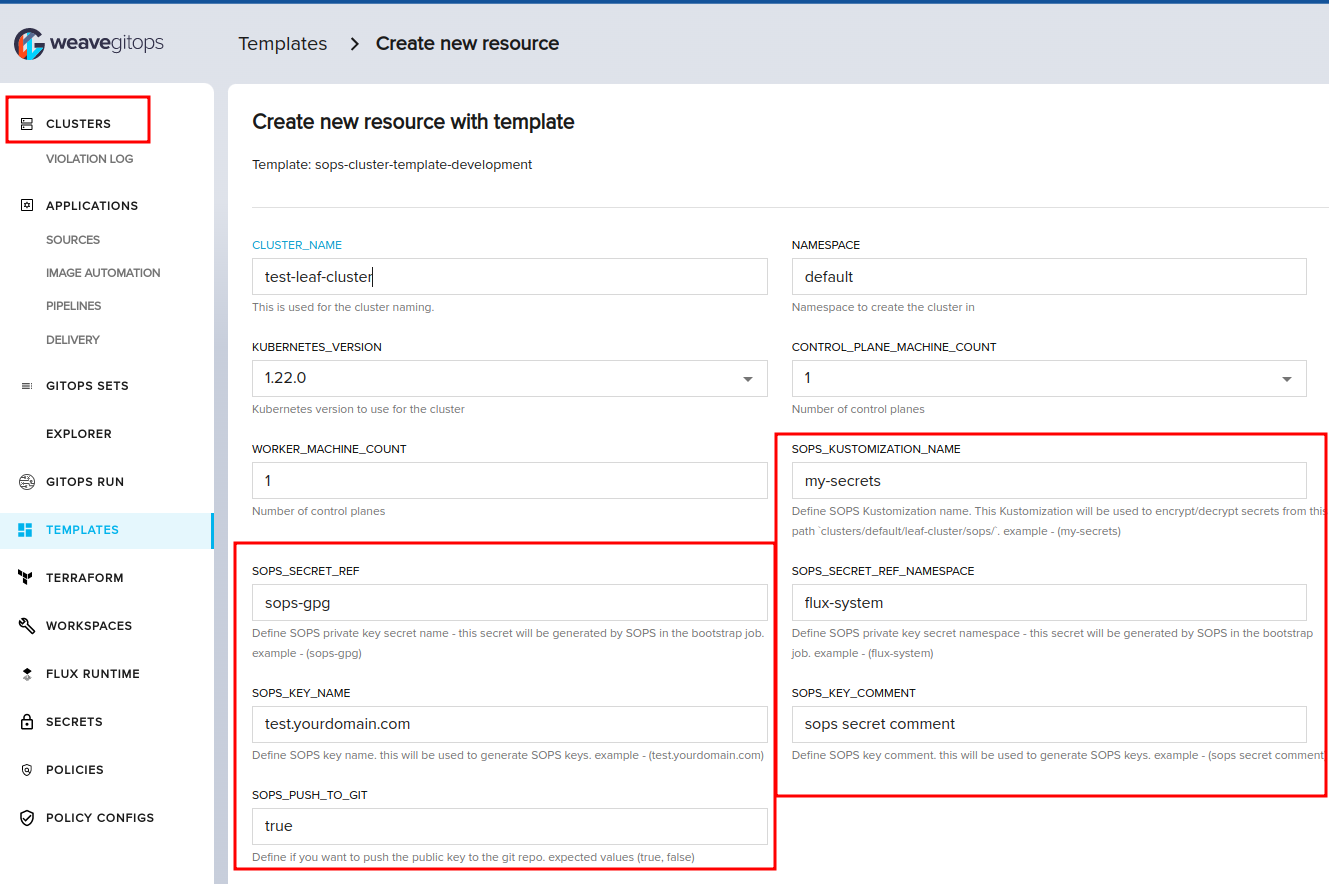 weavegitops
Templates > Create new resource
CLUSTERS
VIOLATION LOG
APPLICATIONS
SOURCES
IMAGE AUTOMATION
PIPELINES
DELIVERY
GITOPS SETS
EXPLORER
GITOPS RUN
TEMPLATES
TERRAFORM
WORKSPACES
FLUX RUNTIME
SECRETS
POLICIES
POLICY CONFIGS
Create new resource with template
Template: sops-cluster-template-development
CLUSTER_NAME
test-leaf-cluster
This is used for the cluster naming.
NAMESPACE
default
Namespace to create the cluster in
KUBERNETES_VERSION
1.22.0
Kubernetes version to use for the cluster
CONTROL_PLANE_MACHINE_COUNT
1
Number of control planes
WORKER_MACHINE_COUNT
1
Number of control planes
SOPS_KUSTOMIZATION_NAME
my-secrets
Define SOPS Kustomization name. This Kustomization will be used to encrypt/decrypt secrets from this
path `clusters/default/leaf-cluster/sops/`. example - (my-secrets)
SOPS_SECRET_REF
sops-gpg
Define SOPS private key secret name - this secret will be generated by SOPS in the bootstrap job.
example - (sops-gpg)
SOPS_SECRET_REF_NAMESPACE
flux-system
Define SOPS private key secret namespace - this secret will be generated by SOPS in the bootstrap
job. example - (flux-system)
SOPS_KEY_NAME
test.yourdomain.com
Define SOPS key name. this will be used to generate SOPS keys. example - (test.yourdomain.com)
SOPS_KEY_COMMENT
sops secret comment
Define SOPS key comment. this will be used to generate SOPS keys. example - (sops secret comment
SOPS_PUSH_TO_GIT
true
Define if you want to push the public key to the git repo. expected values (true, false)